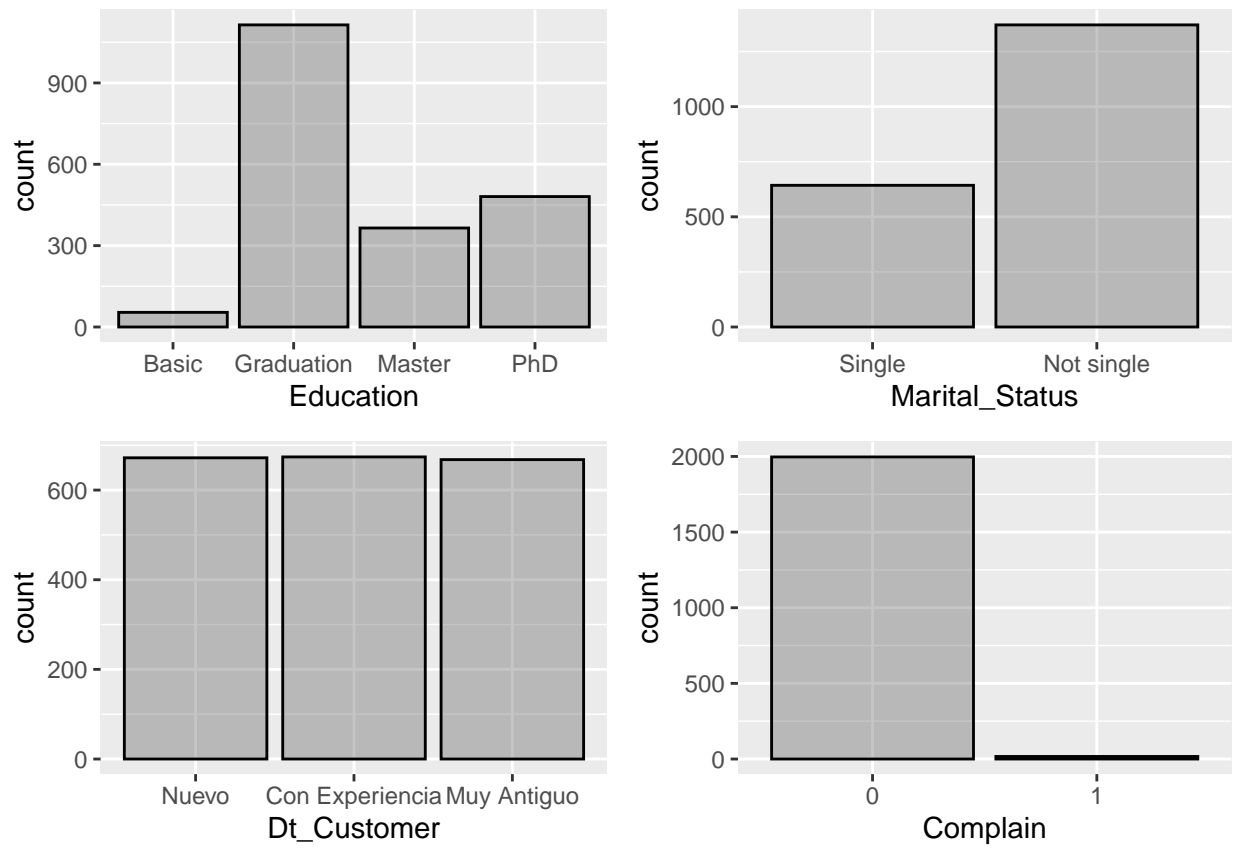 count
900
600
300
0
Basic Graduation Master PhD
Education
count
1000
500
0
Single Not single
Marital_Status
count
600
400
200
0
Nuevo Con Experiencia Muy Antiguo
Dt_Customer
count
2000
1500
1000
500
0
0 1
Complain